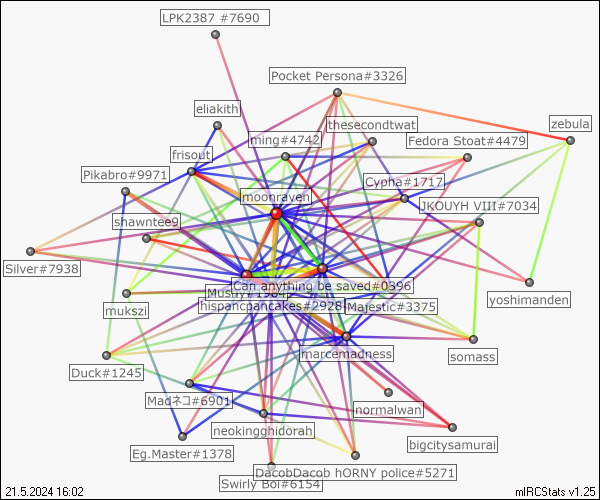 LPK2387 #7690
Pocket Persona#3326
eliakith
thesecondtwat
zebula
ming#4742
Fedora Stoat#4479
frisout
Pikabro#9971
Cypha#1717
moonraven
JKOUYH VIII#7034
shawntee9
Silver#7938
Can anything be saved#0396
yoshimanden
mukszi
hispancpancakes#2928
Majestic#3375
marcemadness
somass
Duck#1245
Madネコ#6901
normalwan
neokingghidorah
bigcitysamurai
Eg.Master#1378
DacobDacob hORNY police#5271
Swirly Boi#6154
21.5.2024 16:02
mIRCStats v1.25